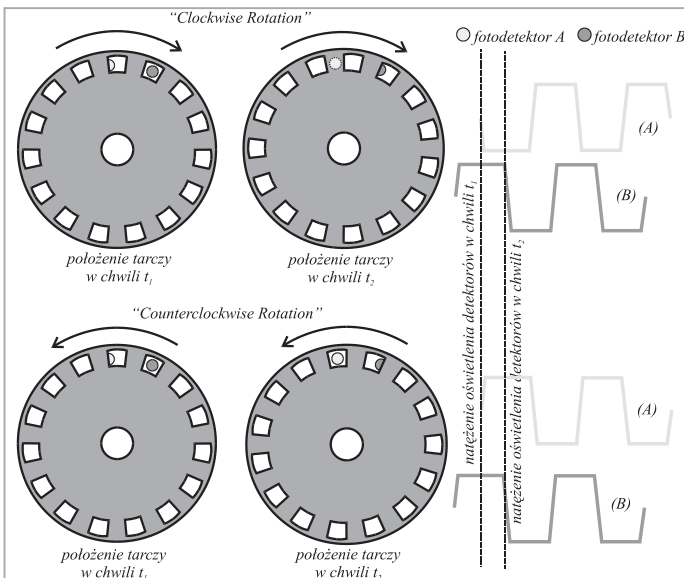 “Clockwise Rotation”
fotodetektor A
fotodetektor B
(A)
(B)
położenie tarczy
w chwili t₁
położenie tarczy
w chwili t₂
natężenie oświetlenia detektorów w chwili t₁
natężenie oświetlenia detektorów w chwili t₂
“Counterclockwise Rotation”
(A)
(B)
położenie tarczy
w chwili t₁
położenie tarczy
w chwili t₂